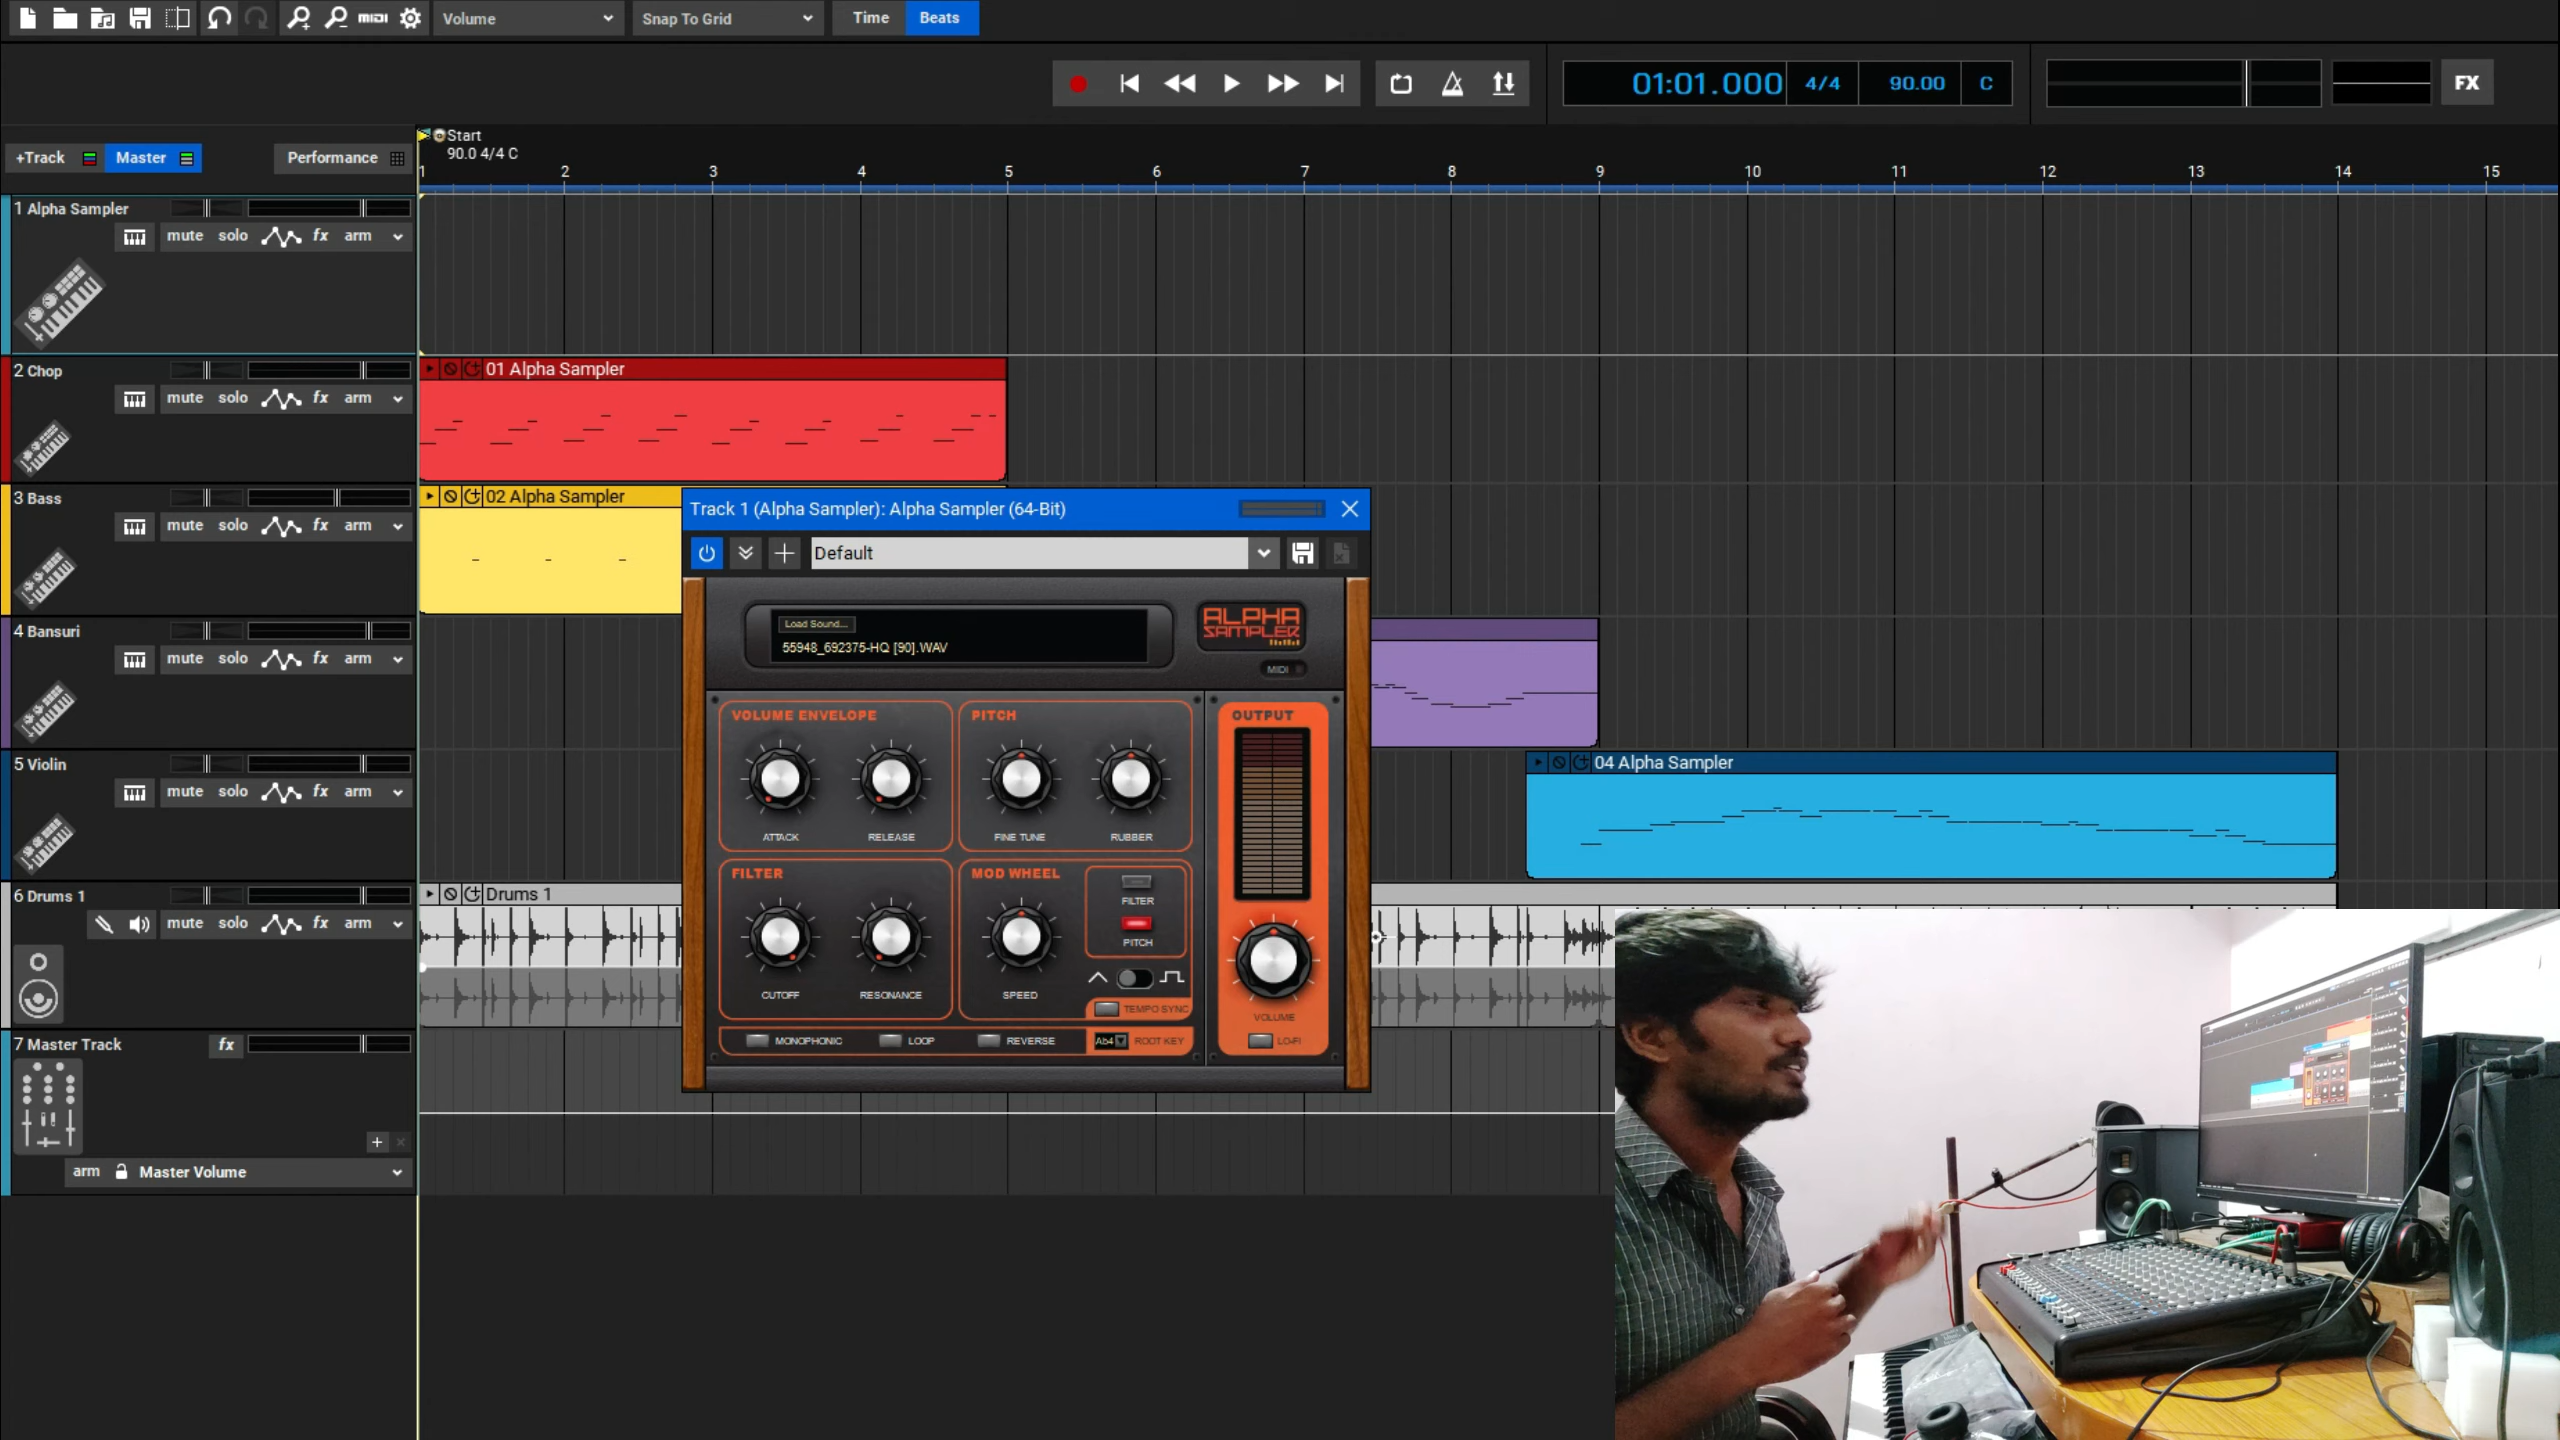 midi Volume Snap To Grid Time Beats
01:01.000 4/4 90.00 C FX
Start
90.0 4/4 C
+Track Master Performance
1 2 3 4 5 6 7 8 9 10 11 12 13 14 15
1 Alpha Sampler
mute solo fx arm
2 Chop
mute solo fx arm
01 Alpha Sampler
3 Bass
mute solo fx arm
02 Alpha Sampler
4 Bansuri
mute solo fx arm
5 Violin
mute solo fx arm
04 Alpha Sampler
6 Drums 1
mute solo fx arm
Drums 1
7 Master Track fx
arm Master Volume
Track 1 (Alpha Sampler): Alpha Sampler (64-Bit)
Default
Load Sound...
55948_692375-HQ [90].WAV
ALPHA
SAMPLER
MIDI
VOLUME ENVELOPE PITCH OUTPUT
ATTACK RELEASE FINE TUNE RUBBER
FILTER MOD WHEEL
FILTER
PITCH
CUTOFF RESONANCE SPEED
TEMPO SYNC
VOLUME
MONOPHONIC LOOP REVERSE Ab4 ROOT KEY LO-FI